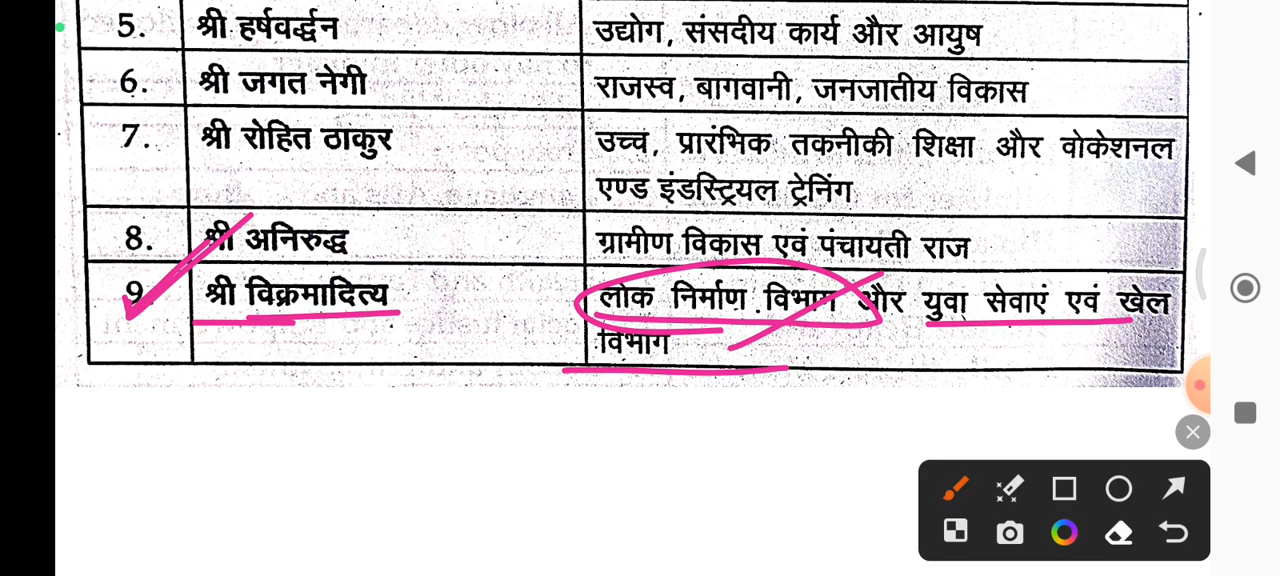 5. श्री हर्षवर्द्धन उद्योग, संसदीय कार्य और आयुष
6. श्री जगत नेगी राजस्व, बागवानी, जनजातीय विकास
7. श्री रोहित ठाकुर उच्च, प्रारंभिक तकनीकी शिक्षा और वोकेशनल
एण्ड इंडस्ट्रियल ट्रेनिंग
8. श्री अनिरुद्ध ग्रामीण विकास एवं पंचायती राज
9. श्री विक्रमादित्य लोक निर्माण विभाग और युवा सेवाएं एवं खेल
विभाग